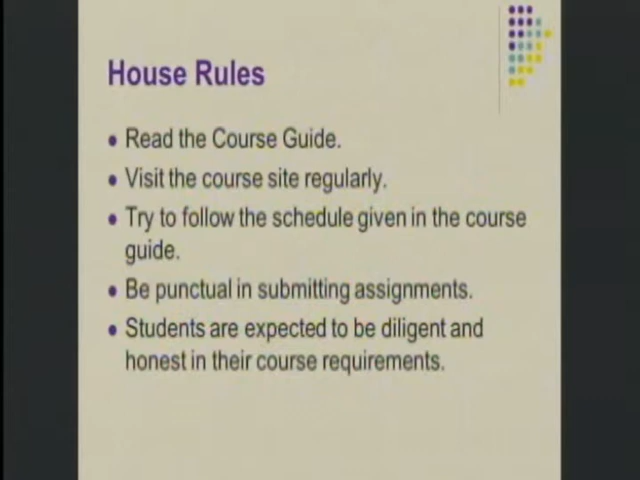 House Rules
Read the Course Guide.
Visit the course site regularly.
Try to follow the schedule given in the course
guide.
Be punctual in submitting assignments.
Students are expected to be diligent and
honest in their course requirements.